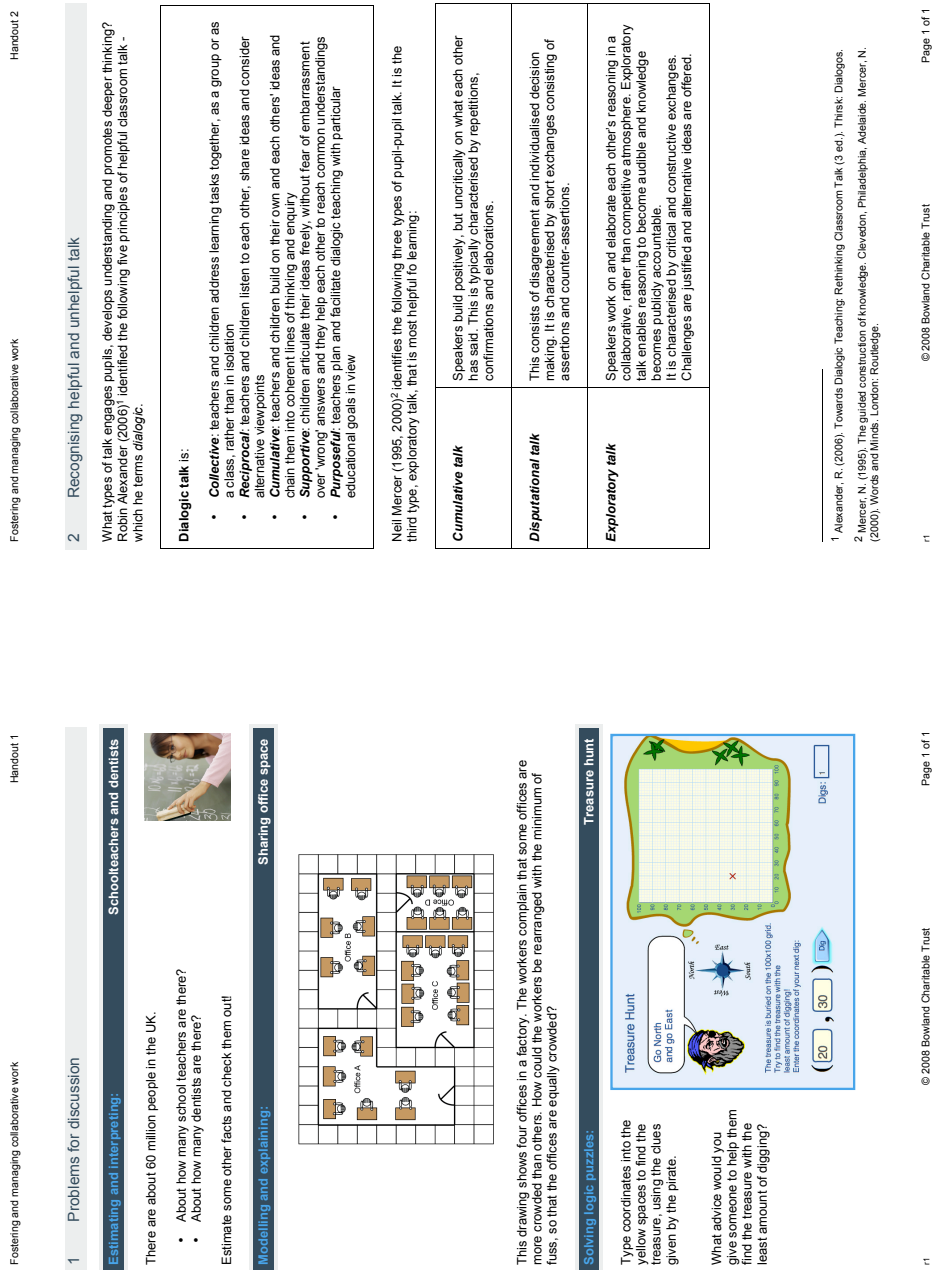 Fostering and managing collaborative work
Handout 1
1 Problems for discussion
Estimating and interpreting:
Schoolteachers and dentists
There are about 60 million people in the UK.
• About how many school teachers are there?
• About how many dentists are there?
Estimate some other facts and check them out!
Modelling and explaining:
Sharing office space
Office A
Office B
Office C
Office D
This drawing shows four offices in a factory. The workers complain that some offices are
more crowded than others. How could the workers be rearranged with the minimum of
fuss, so that the offices are equally crowded?
Solving logic puzzles:
Treasure hunt
Type coordinates into the
yellow spaces to find the
treasure, using the clues
given by the pirate.
What advice would you
give someone to help them
find the treasure with the
least amount of digging?
Treasure Hunt
Go North
and go East
North
East
South
West
The treasure is buried on the 100x100 grid.
Try to find the treasure with the
least amount of digging!
Enter the coordinates of your next dig:
( 20 , 30 )
Dig
Digs: 1
100
90
80
70
60
50
40
30
20
10
0
0 10 20 30 40 50 60 70 80 90 100
r1
© 2008 Bowland Charitable Trust
Page 1 of 1
Fostering and managing collaborative work
Handout 2
2 Recognising helpful and unhelpful talk
What types of talk engages pupils, develops understanding and promotes deeper thinking?
Robin Alexander (2006)1 identified the following five principles of helpful classroom talk -
which he terms dialogic.
Dialogic talk is:
• Collective: teachers and children address learning tasks together, as a group or as
a class, rather than in isolation
• Reciprocal: teachers and children listen to each other, share ideas and consider
alternative viewpoints
• Cumulative: teachers and children build on their own and each others' ideas and
chain them into coherent lines of thinking and enquiry
• Supportive: children articulate their ideas freely, without fear of embarrassment
over 'wrong' answers and they help each other to reach common understandings
• Purposeful: teachers plan and facilitate dialogic teaching with particular
educational goals in view
Neil Mercer (1995, 2000)2 identifies the following three types of pupil-pupil talk. It is the
third type, exploratory talk, that is most helpful fo learning:
Cumulative talk
Speakers build positively, but uncritically on what each other
has said. This is typically characterised by repetitions,
confirmations and elaborations.
Disputational talk
This consists of disagreement and individualised decision
making. It is characterised by short exchanges consisting of
assertions and counter-assertions.
Exploratory talk
Speakers work on and elaborate each other's reasoning in a
collaborative, rather than competitive atmosphere. Exploratory
talk enables reasoning to become audible and knowledge
becomes publicly accountable.
It is characterised by critical and constructive exchanges.
Challenges are justified and alternative ideas are offered.
1 Alexander, R. (2006). Towards Dialogic Teaching: Rethinking Classroom Talk (3 ed.). Thirsk: Dialogos.
2 Mercer, N. (1995). The guided construction of knowledge. Clevedon, Philadelphia, Adelaide. Mercer, N.
(2000). Words and Minds. London: Routledge.
r1
© 2008 Bowland Charitable Trust
Page 1 of 1